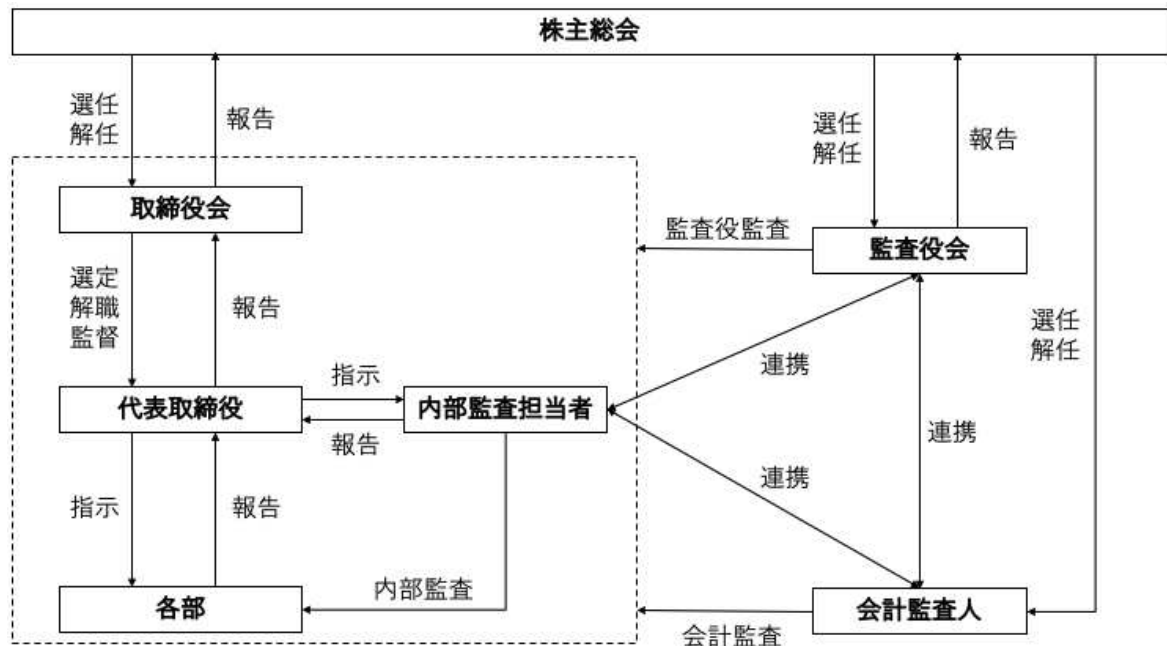 株主総会
選任
解任
報告
選任
解任
報告
取締役会
監査役監査
監査役会
選定
解職
監督
報告
選任
解任
指示
連携
代表取締役
内部監査担当者
報告
連携
連携
指示
報告
内部監査
各部
会計監査人
会計監査